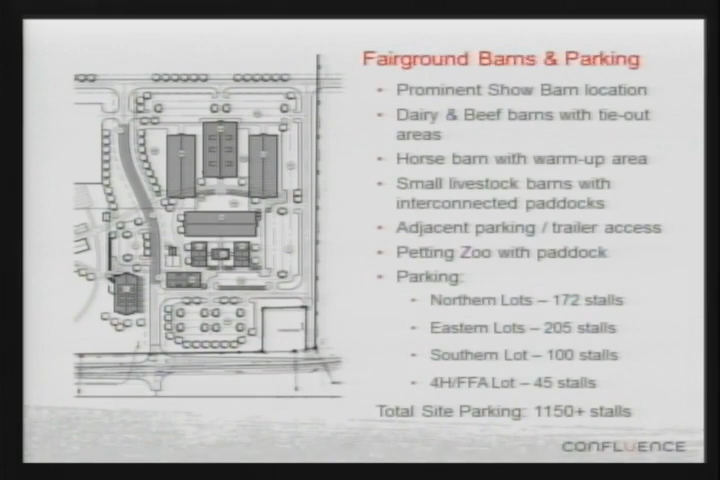 Fairground Barns & Parking
• Prominent Show Barn location
• Dairy & Beef barns with tie-out
areas
• Horse barn with warm-up area
• Small livestock barns with
interconnected paddocks
• Adjacent parking / trailer access
• Petting Zoo with paddock
• Parking:
• Northern Lots – 172 stalls
• Eastern Lots – 205 stalls
• Southern Lot – 100 stalls
• 4H/FFA Lot – 45 stalls
Total Site Parking: 1150+ stalls
CONFLUENCE